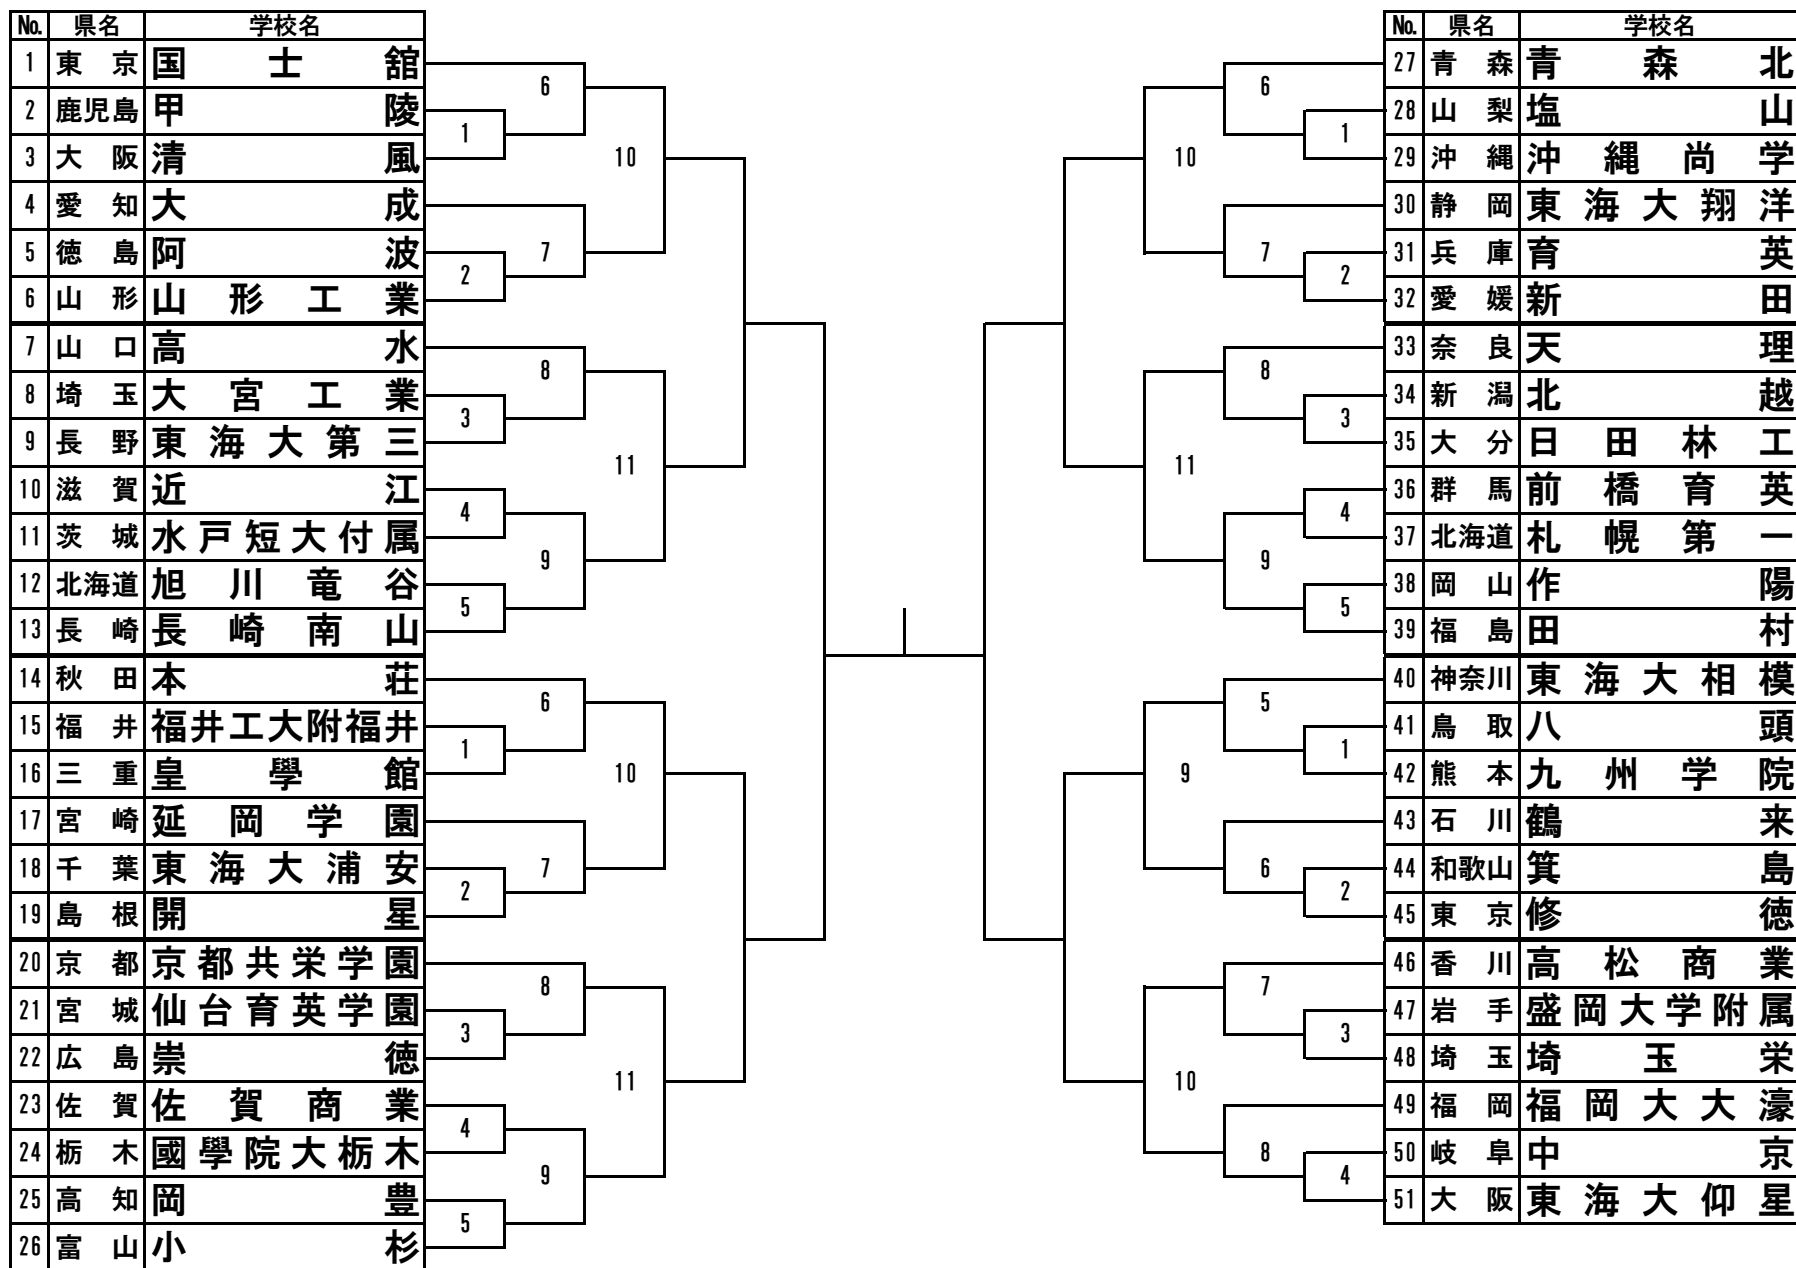 No. 県名 学校名
1 東京 国士舘
2 鹿児島 甲陵
3 大阪 清風
4 愛知 大成
5 徳島 阿波
6 山形 山形工業
7 山口 高水
8 埼玉 大宮工業
9 長野 東海大第三
10 滋賀 近江
11 茨城 水戸短大付属
12 北海道 旭川竜谷
13 長崎 長崎南山
14 秋田 本荘
15 福井 福井工大附福井
16 三重 皇學館
17 宮崎 延岡学園
18 千葉 東海大浦安
19 島根 開星
20 京都 京都共栄学園
21 宮城 仙台育英学園
22 広島 崇徳
23 佐賀 佐賀商業
24 栃木 國學院大栃木
25 高知 岡豊
26 富山 小杉
6
1
10
7
2
8
3
11
4
9
5
6
1
10
7
2
8
3
11
4
9
5
6
1
10
7
2
8
3
11
4
9
5
5
1
9
6
2
7
3
10
8
4
No. 県名 学校名
27 青森 青森北
28 山梨 塩山
29 沖縄 沖縄尚学
30 静岡 東海大翔洋
31 兵庫 育英
32 愛媛 新田
33 奈良 天理
34 新潟 北越
35 大分 日田林工
36 群馬 前橋育英
37 北海道 札幌第一
38 岡山 作陽
39 福島 田村
40 神奈川 東海大相模
41 鳥取 八頭
42 熊本 九州学院
43 石川 鶴来
44 和歌山 箕島
45 東京 修徳
46 香川 高松商業
47 岩手 盛岡大学附属
48 埼玉 埼玉栄
49 福岡 福岡大大濠
50 岐阜 中京
51 大阪 東海大仰星